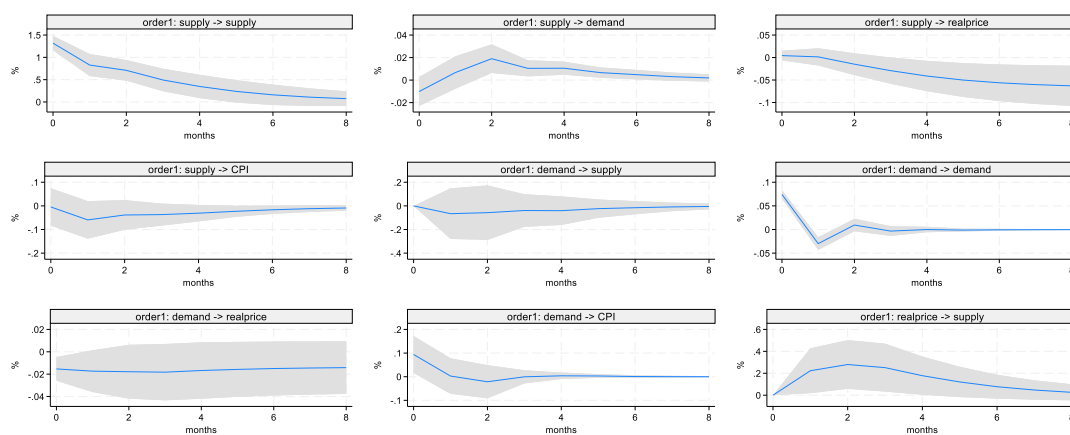 order1: supply -> supply
1.5
1
.5
0
%
0 2 4 6 8
months
order1: supply -> demand
.04
.02
0
-.02
%
0 2 4 6 8
months
order1: supply -> realprice
.05
0
-.05
-.1
%
0 2 4 6 8
months
order1: supply -> CPI
.1
0
-.1
-.2
%
0 2 4 6 8
months
order1: demand -> supply
.2
0
-.2
-.4
%
0 2 4 6 8
months
order1: demand -> demand
.1
.05
0
-.05
%
0 2 4 6 8
months
order1: demand -> realprice
.02
0
-.02
-.04
%
0 2 4 6 8
months
order1: demand -> CPI
.2
.1
0
-.1
%
0 2 4 6 8
months
order1: realprice -> supply
.6
.4
.2
0
%
0 2 4 6 8
months